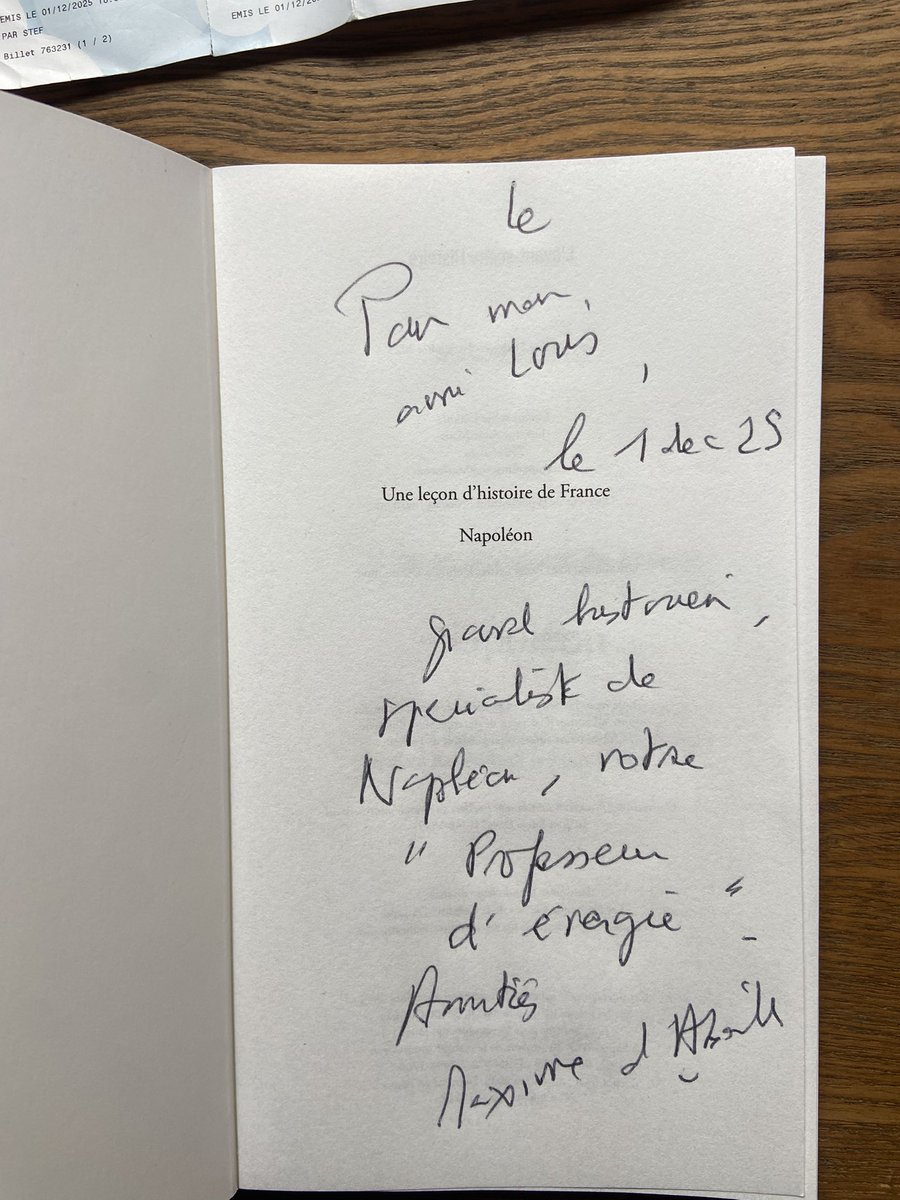 EMIS LE 01/12/2025
PAR STEF
Billet 763231 (1 / 2)
EMIS LE 01/12/20
le
Pour mon
ami Louis,
le 1 dec 25
Une leçon d'histoire de France
Napoléon
grand historien,
spécialiste de
Napoléon, notre
" Professeur
d'énergie "
Amitiés
Maxime d'Aboville